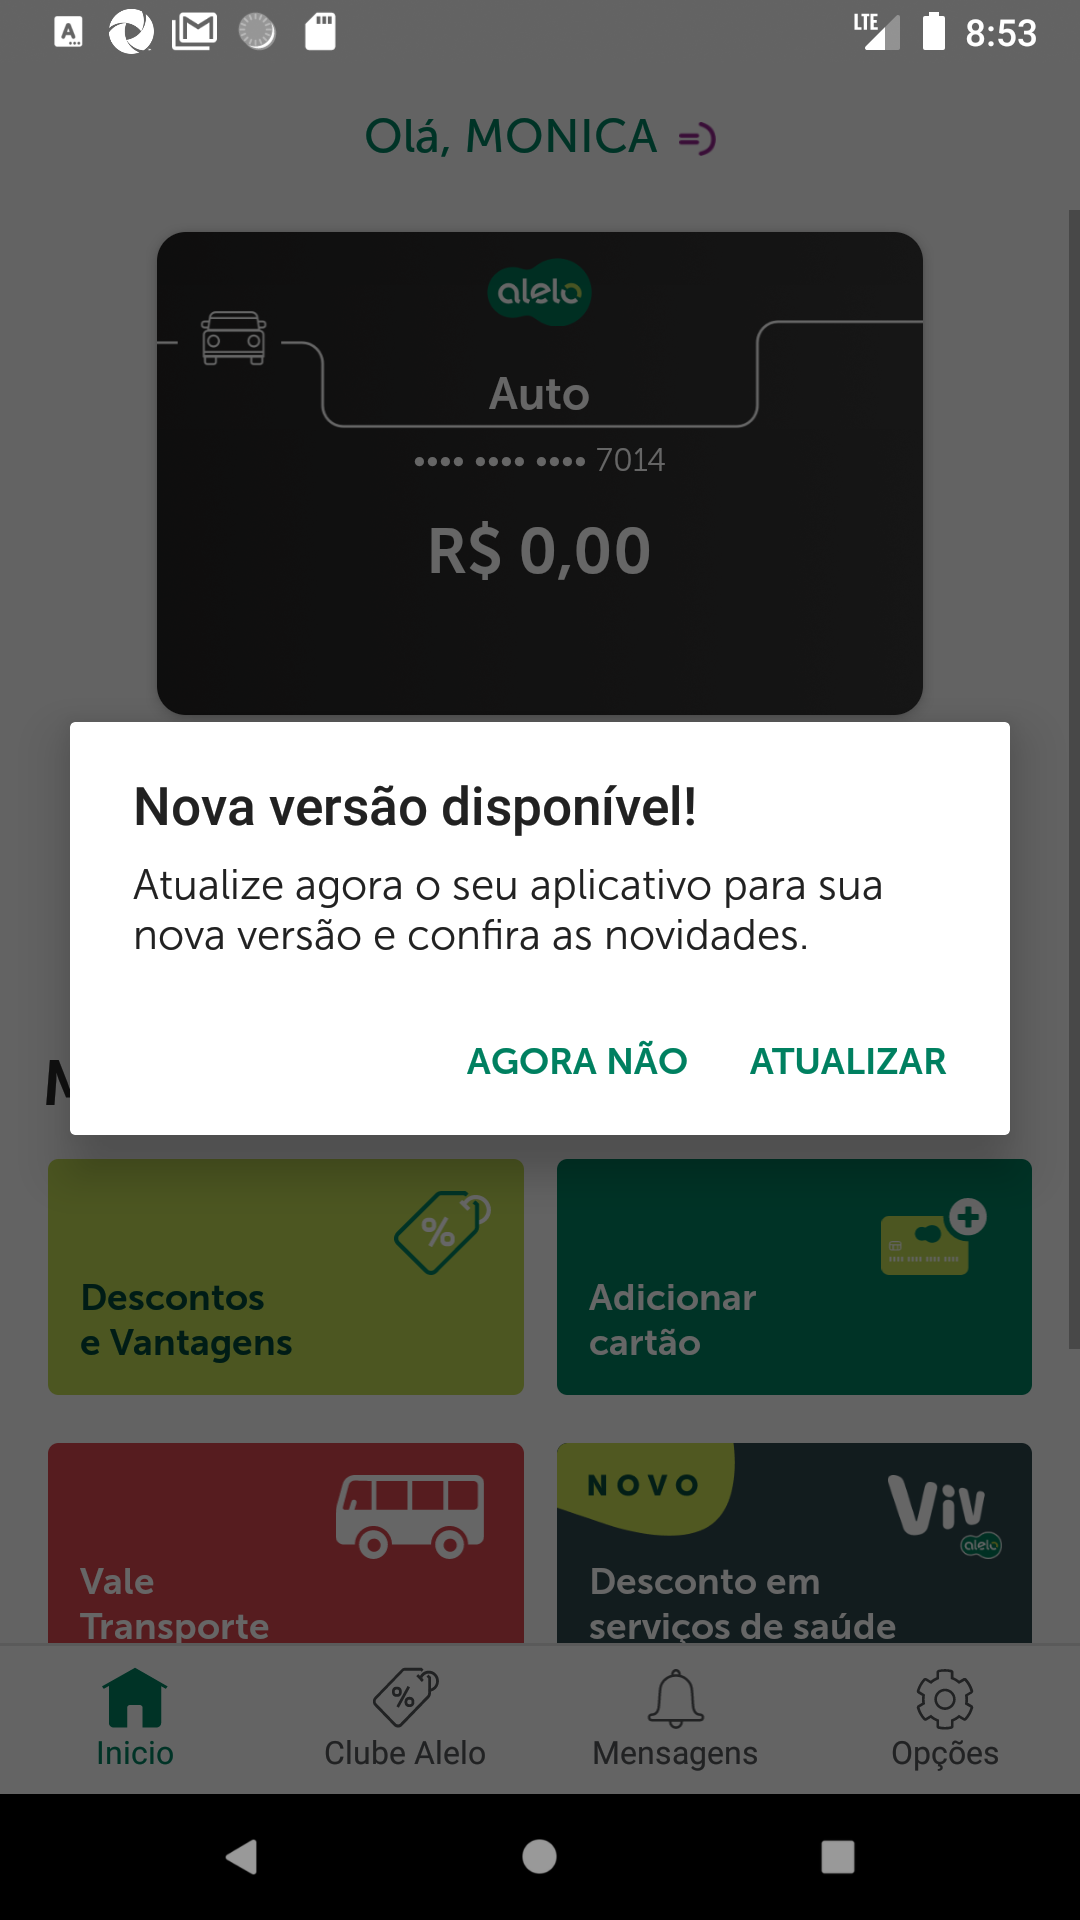 LTE 8:53
Olá, MONICA =)
alelo
Auto
•••• •••• •••• 7014
R$ 0,00
Nova versão disponível!
Atualize agora o seu aplicativo para sua
nova versão e confira as novidades.
AGORA NÃO ATUALIZAR
Descontos
e Vantagens
Adicionar
cartão
Vale
Transporte
NOVO
Viv
alelo
Desconto em
serviços de saúde
Inicio Clube Alelo Mensagens Opções